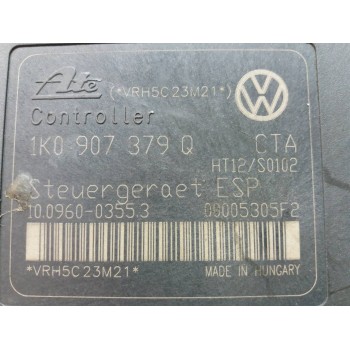 Ate (*VRH5C23M21*)
Controller
1K0 907 379 Q CTA
HT12/S0102
Steuergeraet ESP
10.0960-0355.3 00005305F2
*VRH5C23M21*
MADE IN HUNGARY